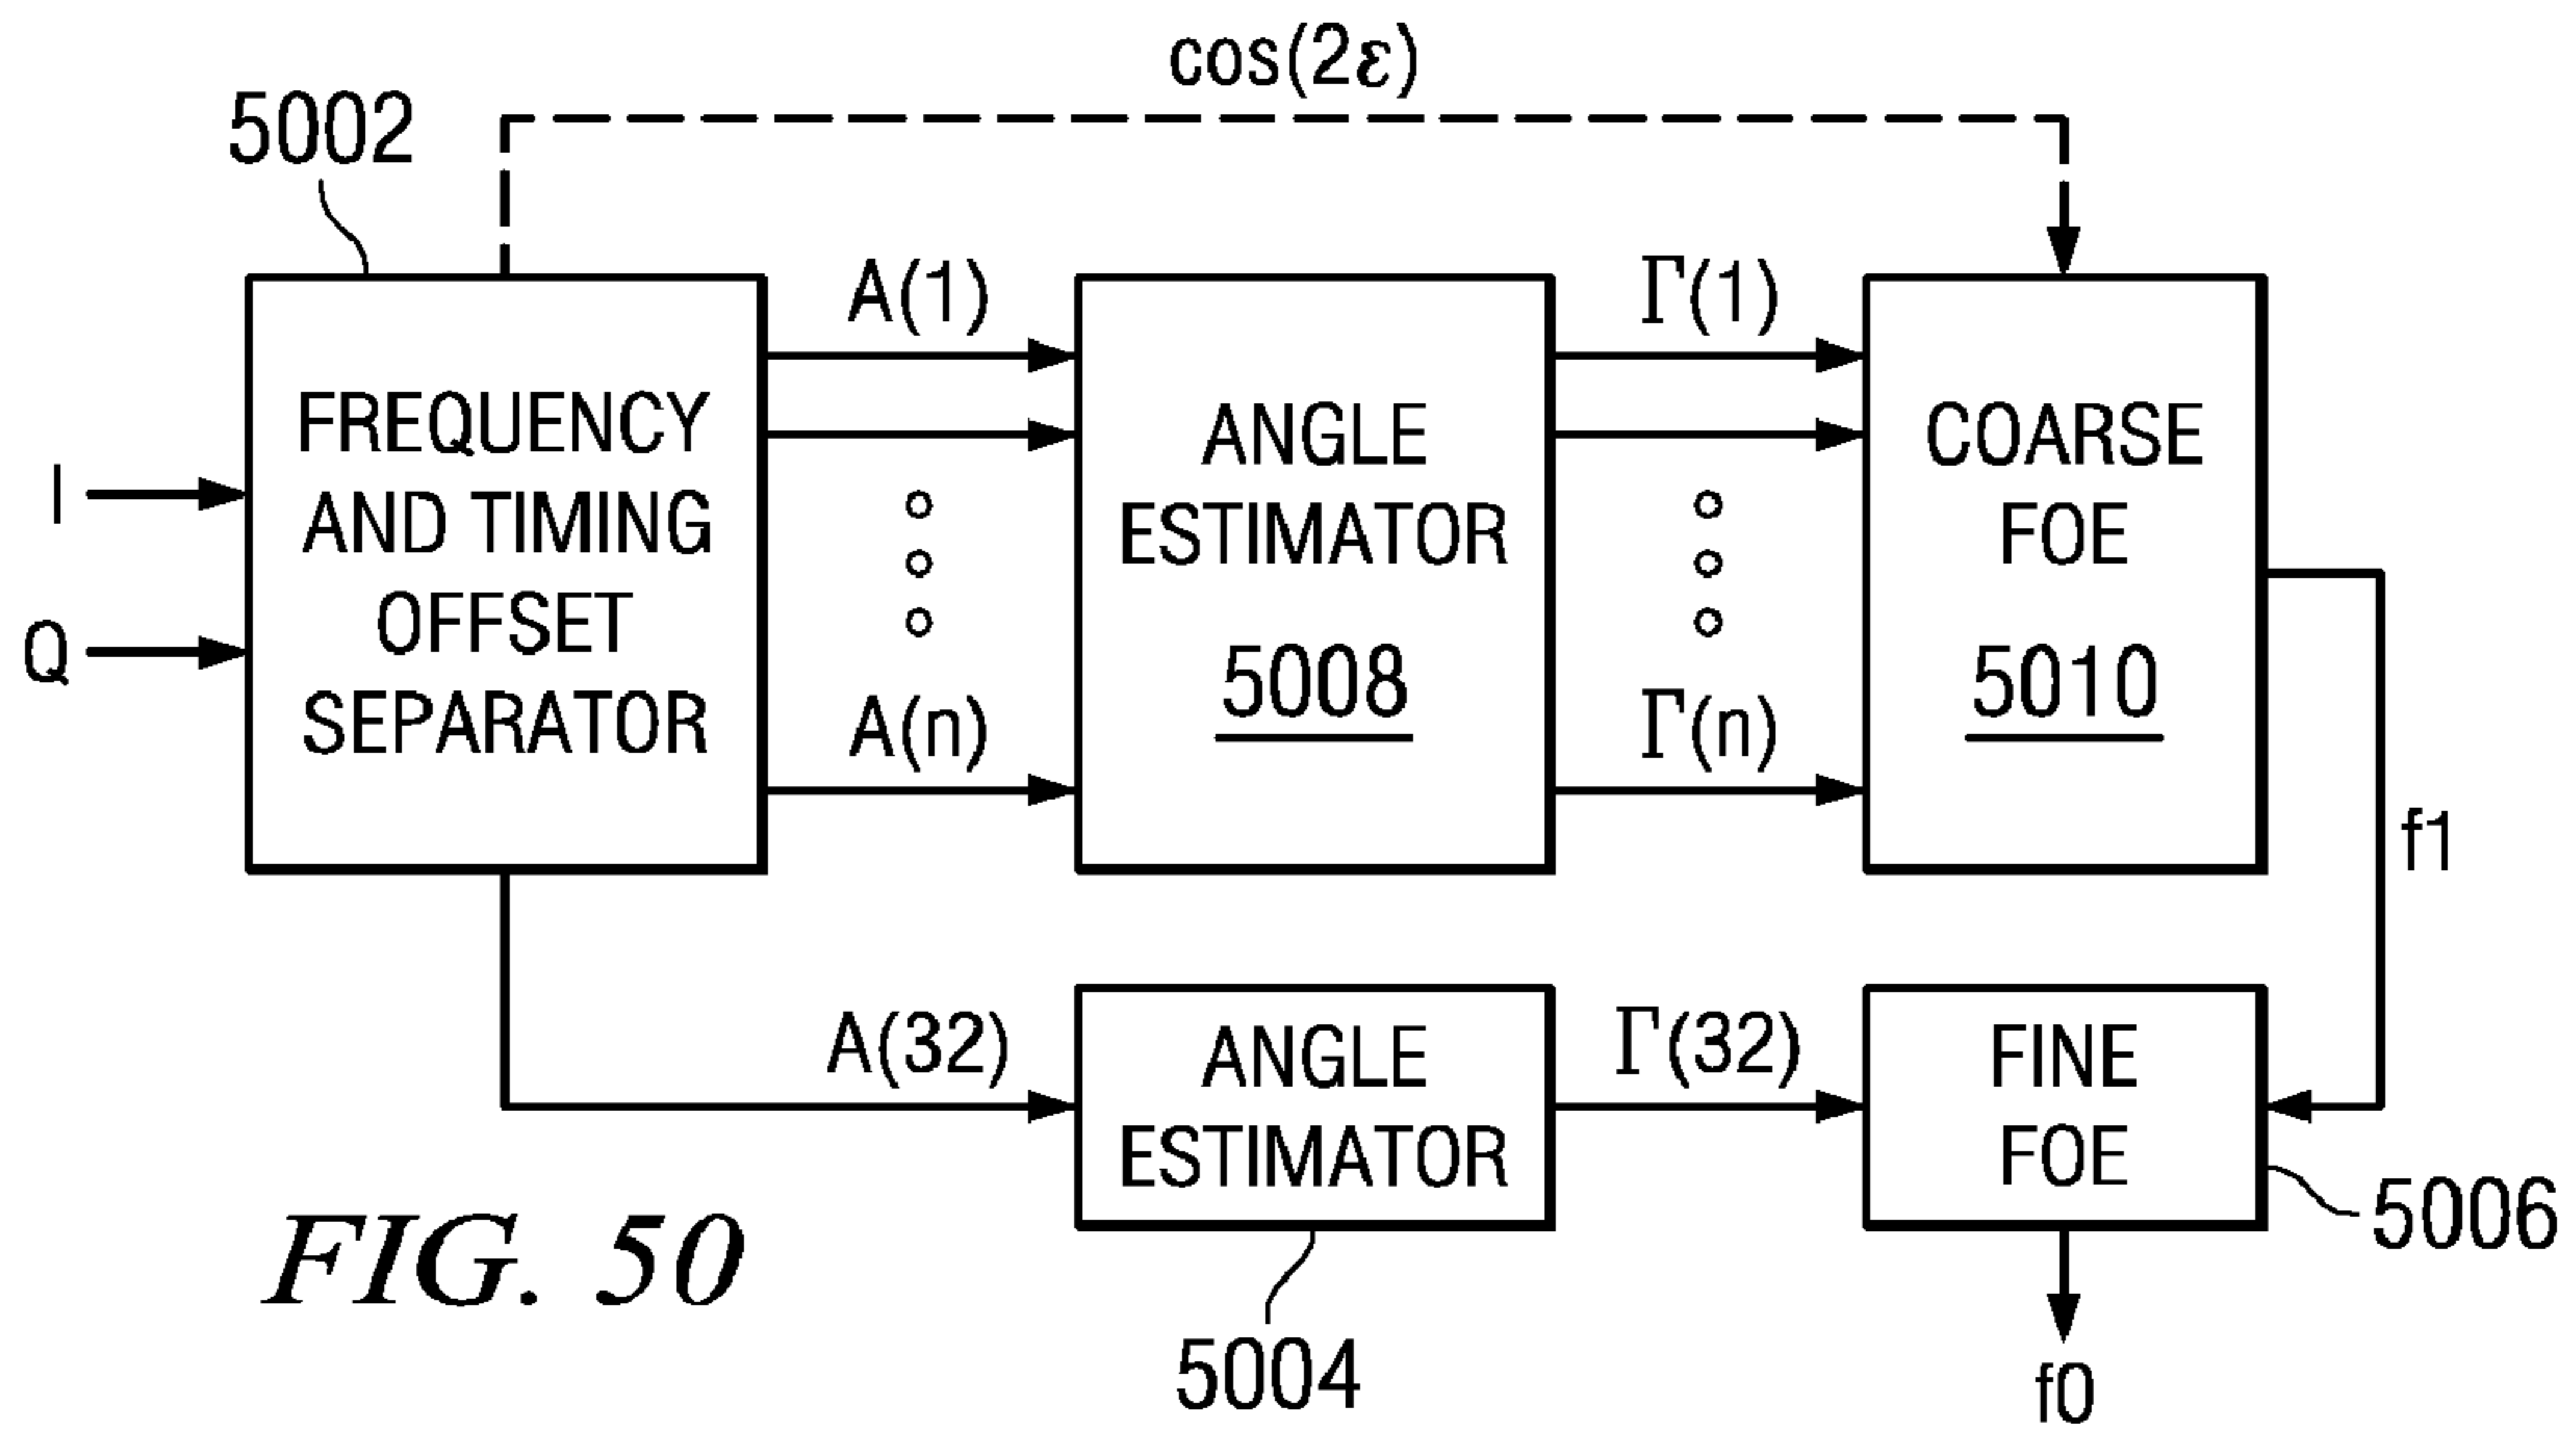 cos(2ε)
5002
I
Q
FREQUENCY
AND TIMING
OFFSET
SEPARATOR
A(1)
A(n)
ANGLE
ESTIMATOR
5008
Γ(1)
Γ(n)
COARSE
FOE
5010
f1
A(32)
ANGLE
ESTIMATOR
5004
Γ(32)
FINE
FOE
5006
f0
FIG. 50